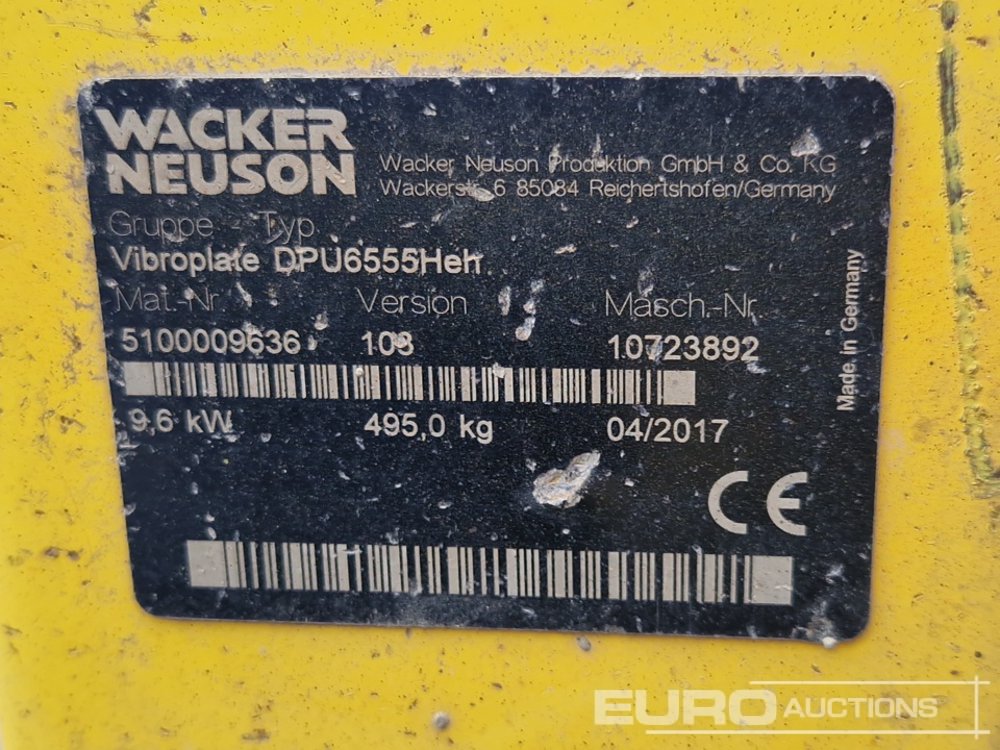 WACKER
NEUSON
Wacker Neuson Produktion GmbH & Co. KG
Wackerstr. 6 85084 Reichertshofen/Germany
Gruppe Typ
Vibroplate DPU6555Heh
Mat.-Nr. Version Masch.-Nr.
5100009636 103 10723892
9,6 kW 495,0 kg 04/2017
CE
Made in Germany
EURO AUCTIONS